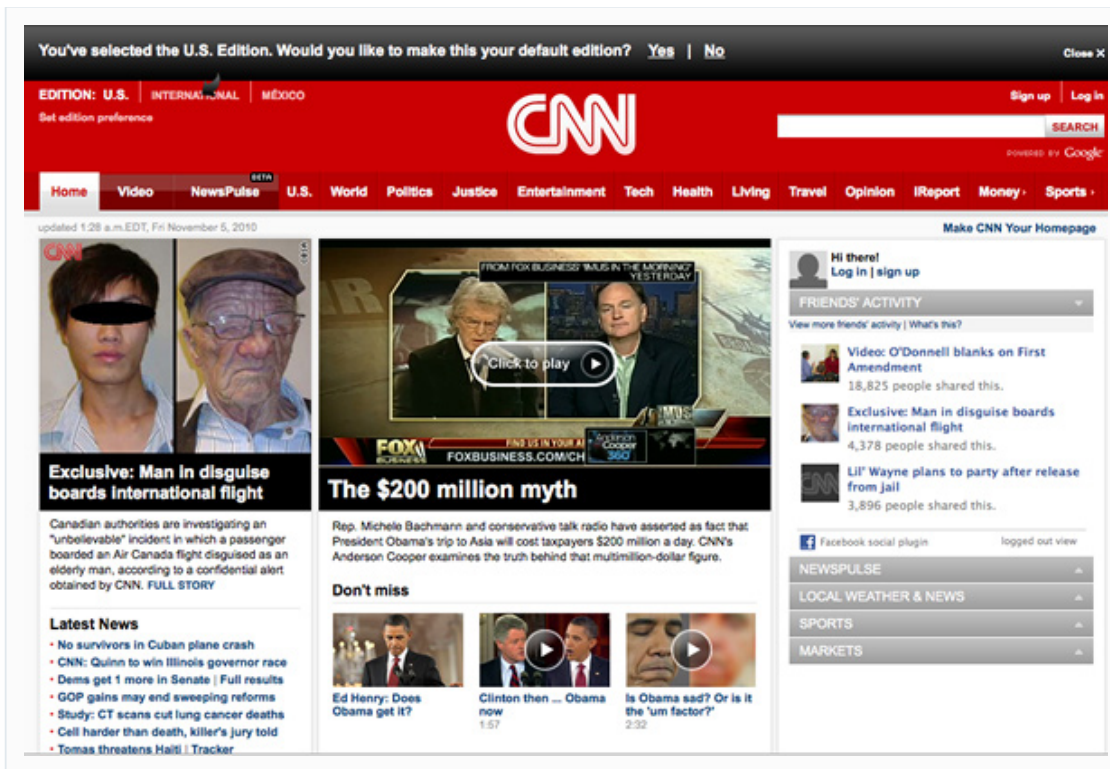 You've selected the U.S. Edition. Would you like to make this your default edition? Yes | No
Close X
EDITION: U.S. INTERNATIONAL MÉXICO
Set edition preference
CNN
Sign up Log in
SEARCH
POWERED BY Google
Home Video NewsPulse BETA U.S. World Politics Justice Entertainment Tech Health Living Travel Opinion iReport Money› Sports›
updated 1:28 a.m.EDT, Fri November 5, 2010
Make CNN Your Homepage
CNN
Exclusive: Man in disguise
boards international flight
Canadian authorities are investigating an
"unbelievable" incident in which a passenger
boarded an Air Canada flight disguised as an
elderly man, according to a confidential alert
obtained by CNN. FULL STORY
Latest News
• No survivors in Cuban plane crash
• CNN: Quinn to win Illinois governor race
• Dems get 1 more in Senate | Full results
• GOP gains may end sweeping reforms
• Study: CT scans cut lung cancer deaths
• Cell harder than death, killer's jury told
• Tomas threatens Haiti | Tracker
FROM FOX BUSINESS' 'IMUS IN THE MORNING'
YESTERDAY
Click to play
IMUS
FOX
BUSINESS
FIND US IN YOUR
FOXBUSINESS.COM/CH
Anderson
Cooper
360°
The $200 million myth
Rep. Michele Bachmann and conservative talk radio have asserted as fact that
President Obama's trip to Asia will cost taxpayers $200 million a day. CNN's
Anderson Cooper examines the truth behind that multimillion-dollar figure.
Don't miss
Ed Henry: Does
Obama get it?
Clinton then ... Obama
now
1:57
Is Obama sad? Or is it
the 'um factor?'
2:32
Hi there!
Log in | sign up
FRIENDS' ACTIVITY
View more friends' activity | What's this?
Video: O'Donnell blanks on First
Amendment
18,825 people shared this.
Exclusive: Man in disguise boards
international flight
4,378 people shared this.
CNN
Lil' Wayne plans to party after release
from jail
3,896 people shared this.
Facebook social plugin
logged out view
NEWSPULSE
LOCAL WEATHER & NEWS
SPORTS
MARKETS